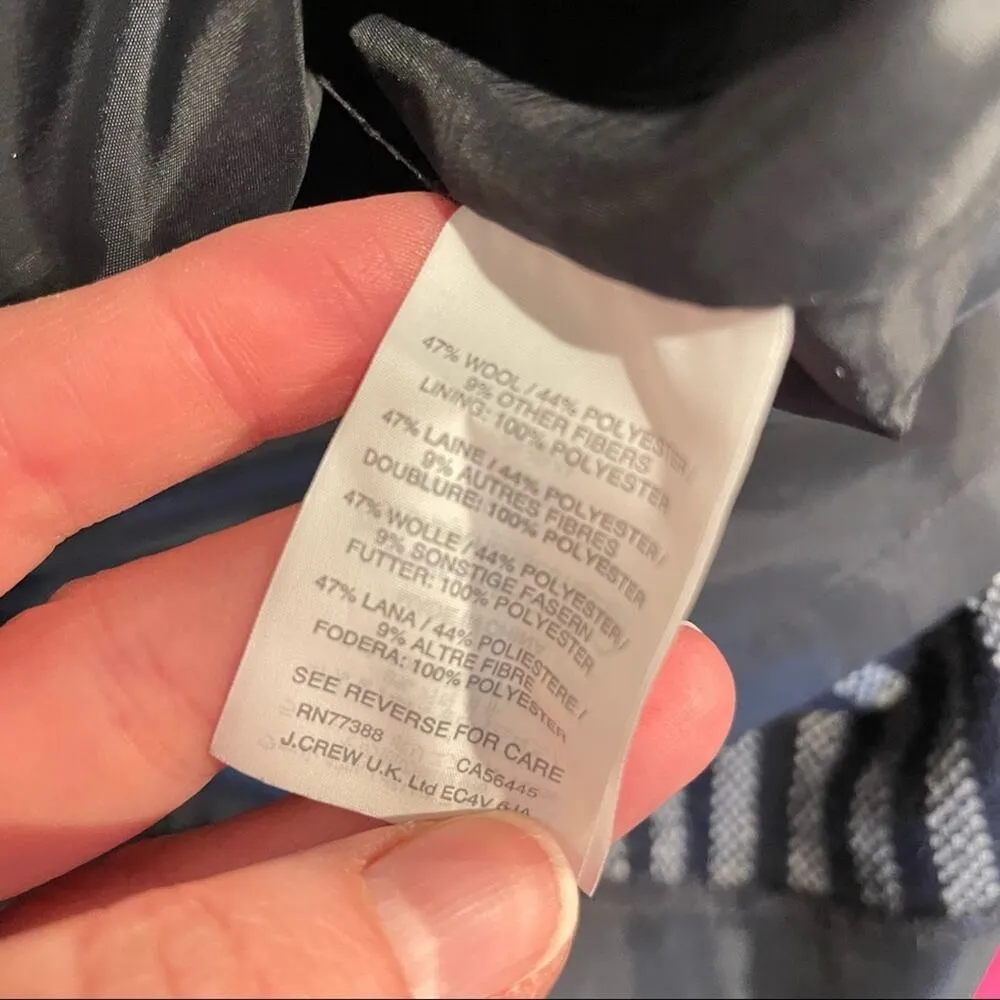 47% WOOL / 44% POLYESTER /
9% OTHER FIBERS
LINING: 100% POLYESTER
47% LAINE / 44% POLYESTER /
9% AUTRES FIBRES
DOUBLURE: 100% POLYESTER
47% WOLLE / 44% POLYESTER /
9% SONSTIGE FASERN
FUTTER: 100% POLYESTER
47% LANA / 44% POLIESTERE /
9% ALTRE FIBRE
FODERA: 100% POLYESTER
SEE REVERSE FOR CARE
RN77388 CA56445
J.CREW U.K. Ltd EC4V